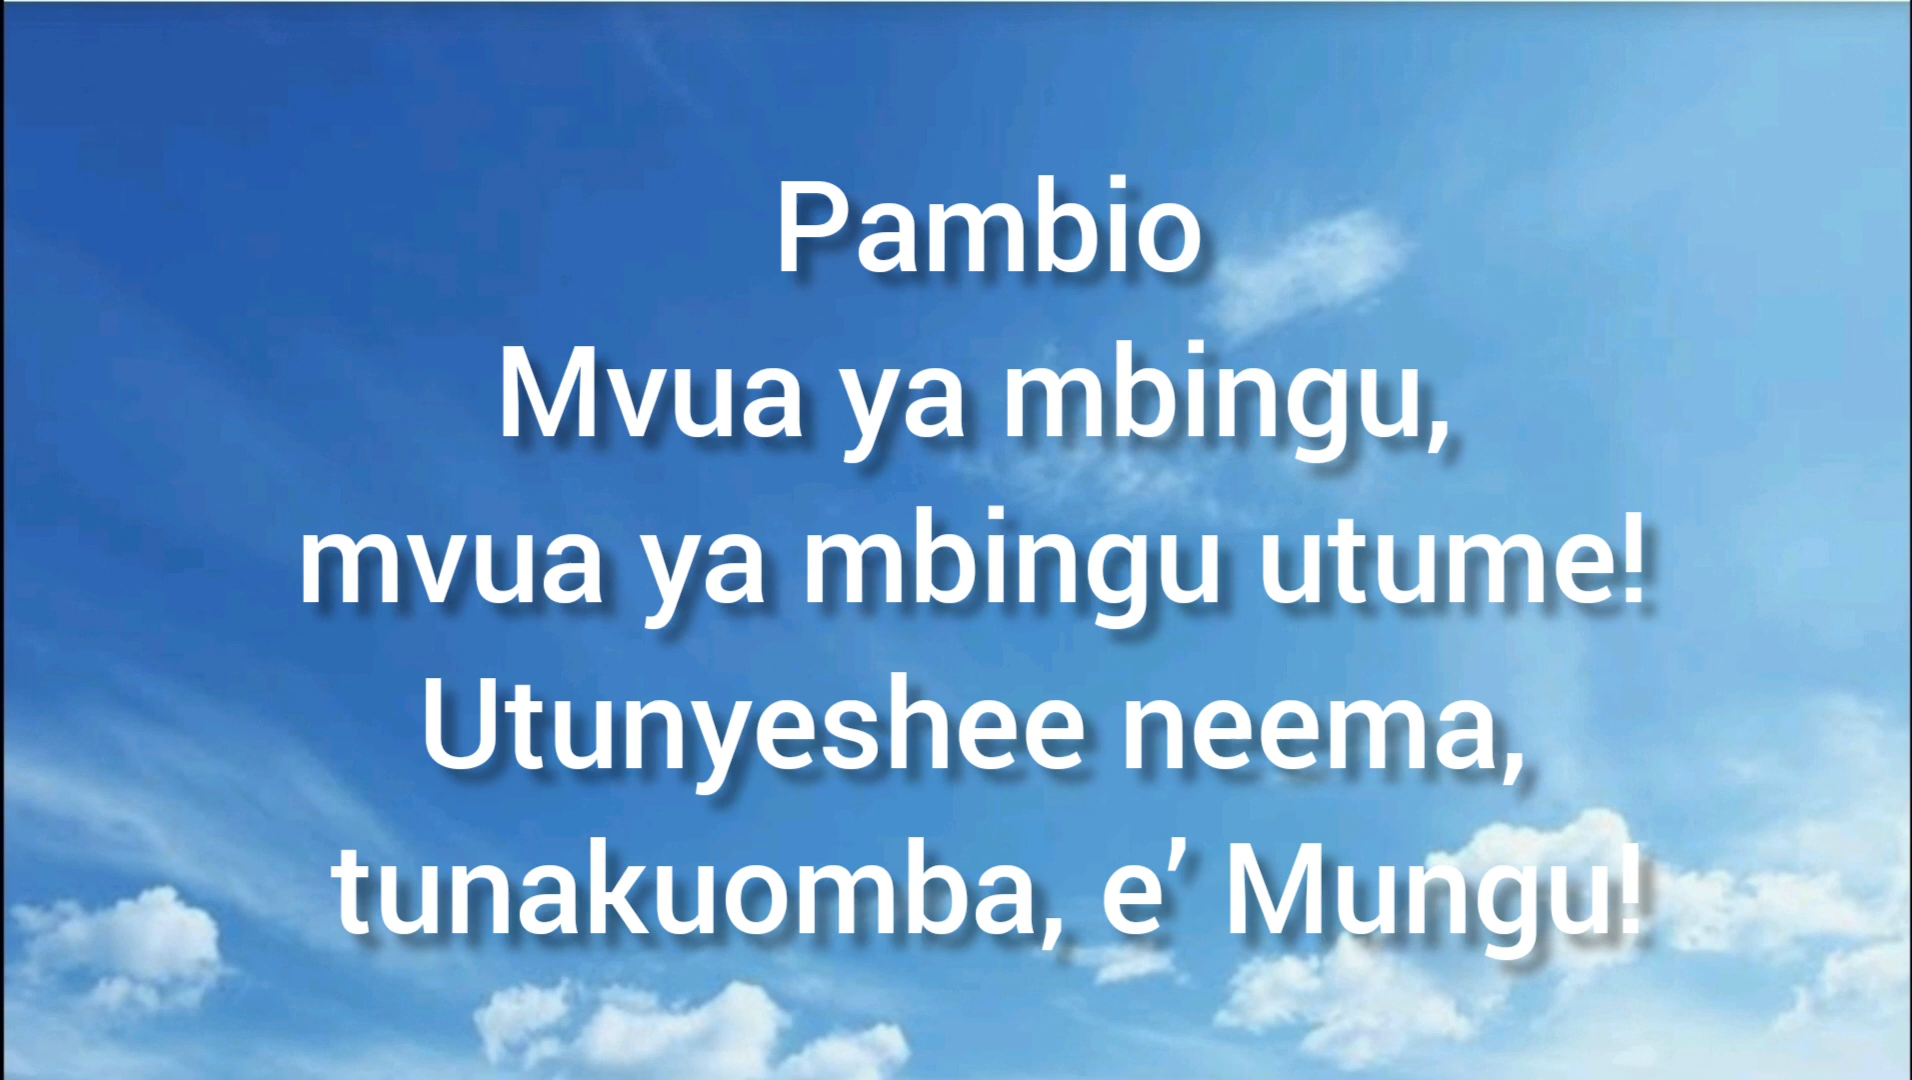 Pambio
Mvua ya mbingu,
mvua ya mbingu utume!
Utunyeshee neema,
tunakuomba, e’ Mungu!